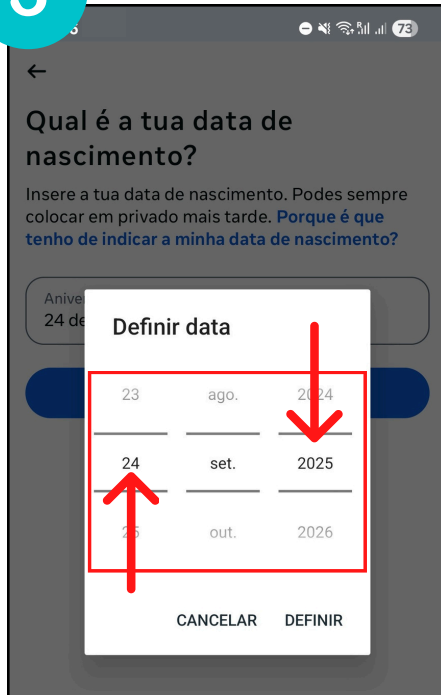 73
Qual é a tua data de
nascimento?
Insere a tua data de nascimento. Podes sempre
colocar em privado mais tarde. Porque é que
tenho de indicar a minha data de nascimento?
Definir data
23 ago. 2024
24 set. 2025
25 out. 2026
CANCELAR DEFINIR